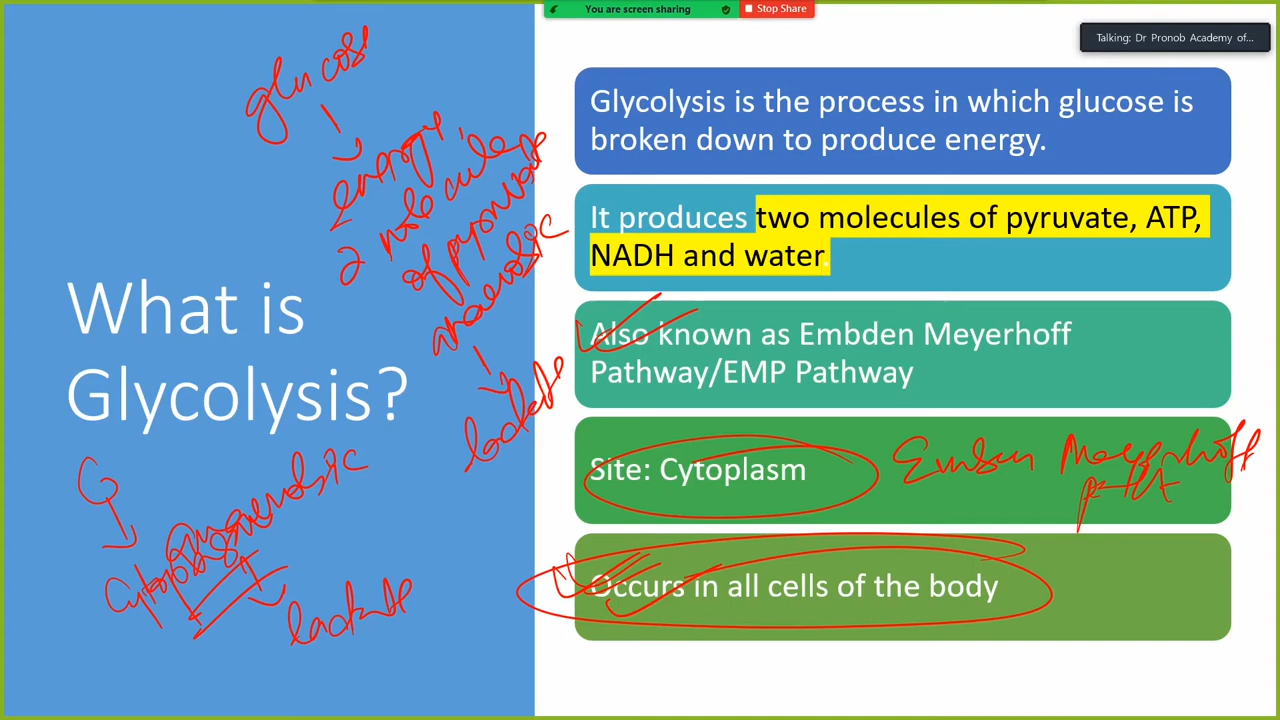 You are screen sharing
Stop Share
Talking: Dr Pronob Academy of...
What is
Glycolysis?
Glycolysis is the process in which glucose is
broken down to produce energy.
It produces two molecules of pyruvate, ATP,
NADH and water.
Also known as Embden Meyerhoff
Pathway/EMP Pathway
Site: Cytoplasm
Occurs in all cells of the body
glucose
energy
2 molecules
of pyruvate
anaerobic
lactate
G
anaerobic
lactate
Meyerhoff